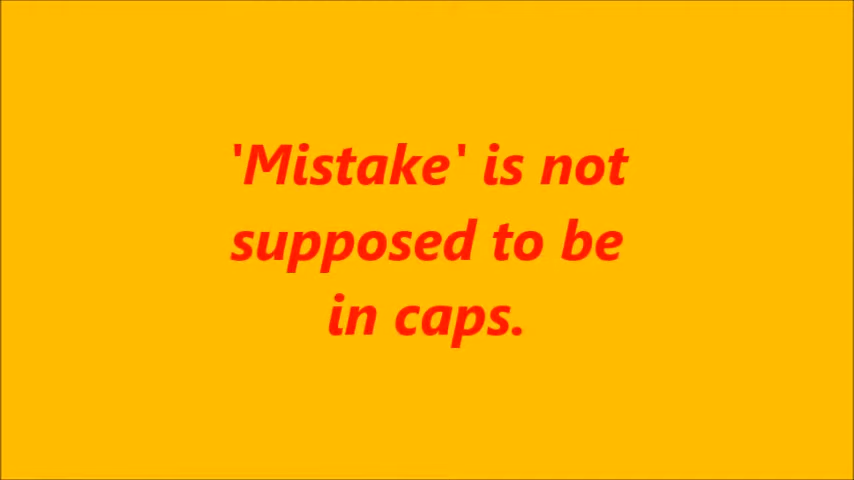 'Mistake' is not
supposed to be
in caps.